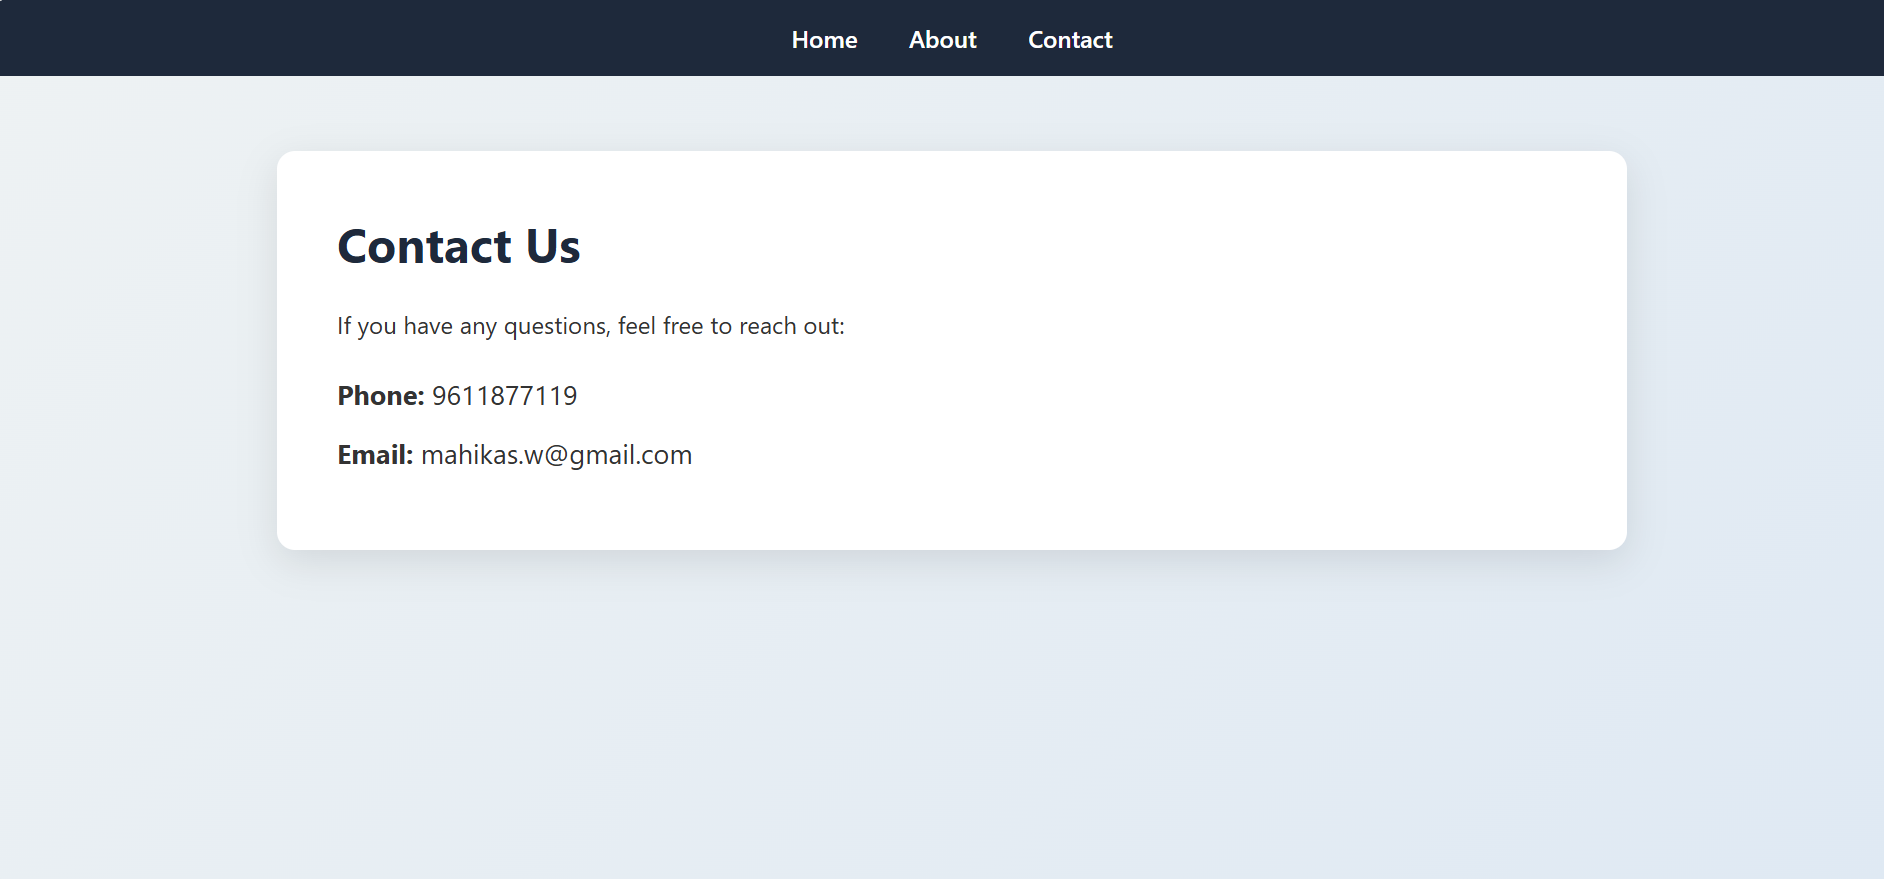 Home About Contact
Contact Us
If you have any questions, feel free to reach out:
Phone: 9611877119
Email: mahikas.w@gmail.com